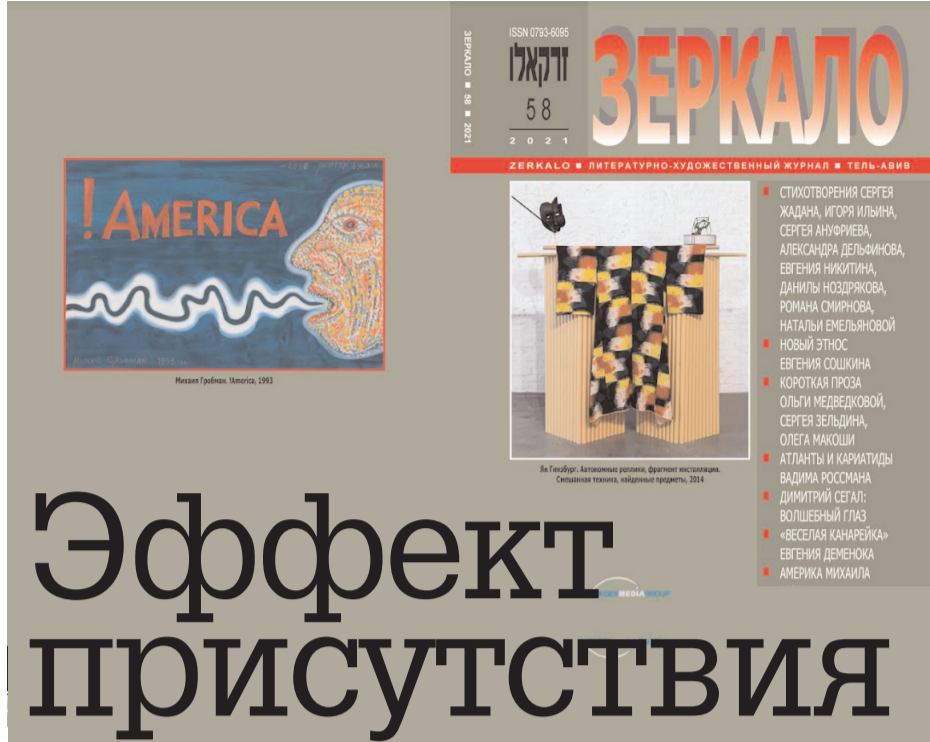 ЗЕРКАЛО ■ 58 ■ 2021
ISSN 0793-6095
זרקאלו
58
2021
ЗЕРКАЛО
ZERKALO ■ ЛИТЕРАТУРНО-ХУДОЖЕСТВЕННЫЙ ЖУРНАЛ ■ ТЕЛЬ-АВИВ
! AMERICA
Михаил Гробман. !America, 1993
■ СТИХОТВОРЕНИЯ СЕРГЕЯ
ЖАДАНА, ИГОРЯ ИЛЬИНА,
СЕРГЕЯ АНУФРИЕВА,
АЛЕКСАНДРА ДЕЛЬФИНОВА,
ЕВГЕНИЯ НИКИТИНА,
ДАНИЛЫ НОЗДРЯКОВА,
РОМАНА СМИРНОВА,
НАТАЛЬИ ЕМЕЛЬЯНОВОЙ
■ НОВЫЙ ЭТНОС
ЕВГЕНИЯ СОШКИНА
■ КОРОТКАЯ ПРОЗА
ОЛЬГИ МЕДВЕДКОВОЙ,
СЕРГЕЯ ЗЕЛЬДИНА,
ОЛЕГА МАКОШИ
■ АТЛАНТЫ И КАРИАТИДЫ
ВАДИМА РОССМАНА
■ ДИМИТРИЙ СЕГАЛ:
ВОЛШЕБНЫЙ ГЛАЗ
■ «ВЕСЕЛАЯ КАНАРЕЙКА»
ЕВГЕНИЯ ДЕМЕНОКА
■ АМЕРИКА МИХАИЛА
Ян Гинзбург. Автономные реплики, фрагмент инсталляции.
Смешанная техника, найденные предметы, 2014
Эффект
присутствия